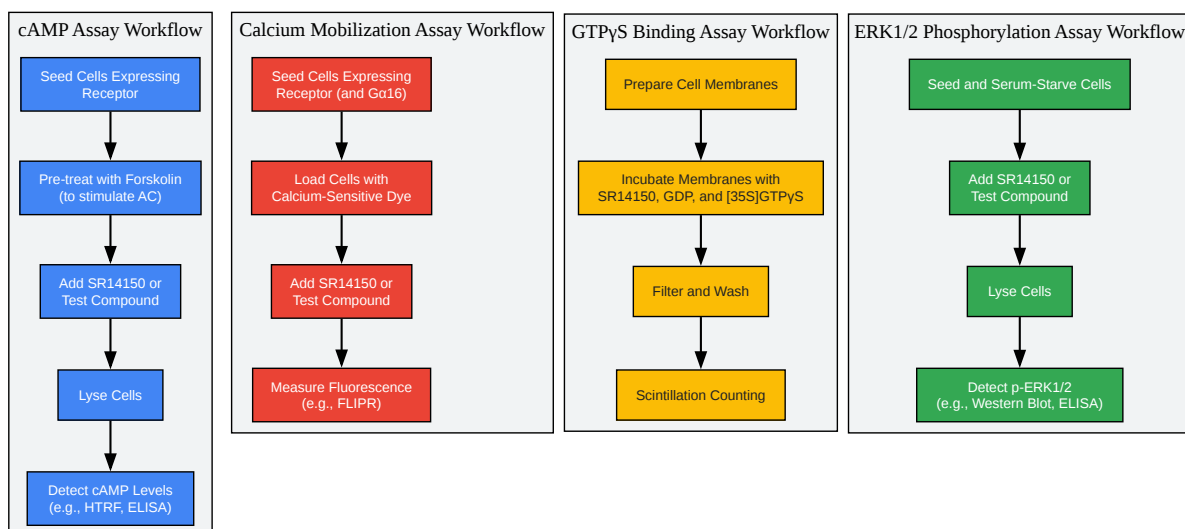 cAMP Assay Workflow
Seed Cells Expressing
Receptor
Pre-treat with Forskolin
(to stimulate AC)
Add SR14150 or
Test Compound
Lyse Cells
Detect cAMP Levels
(e.g., HTRF, ELISA)
Calcium Mobilization Assay Workflow
Seed Cells Expressing
Receptor (and Gα16)
Load Cells with
Calcium-Sensitive Dye
Add SR14150 or
Test Compound
Measure Fluorescence
(e.g., FLIPR)
GTPγS Binding Assay Workflow
Prepare Cell Membranes
Incubate Membranes with
SR14150, GDP, and [35S]GTPγS
Filter and Wash
Scintillation Counting
ERK1/2 Phosphorylation Assay Workflow
Seed and Serum-Starve Cells
Add SR14150 or
Test Compound
Lyse Cells
Detect p-ERK1/2
(e.g., Western Blot, ELISA)